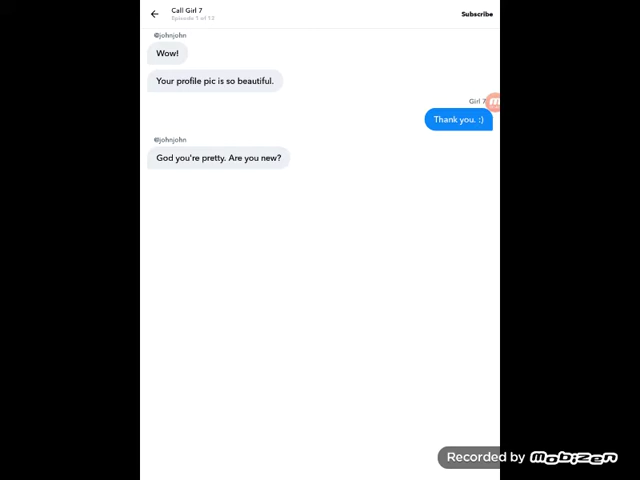 Call Girl 7
Subscribe
Episode 1 of 12
@johnjohn
Wow!
Your profile pic is so beautiful.
Girl 7
Thank you. :)
@johnjohn
God you're pretty. Are you new?
Recorded by mobizen